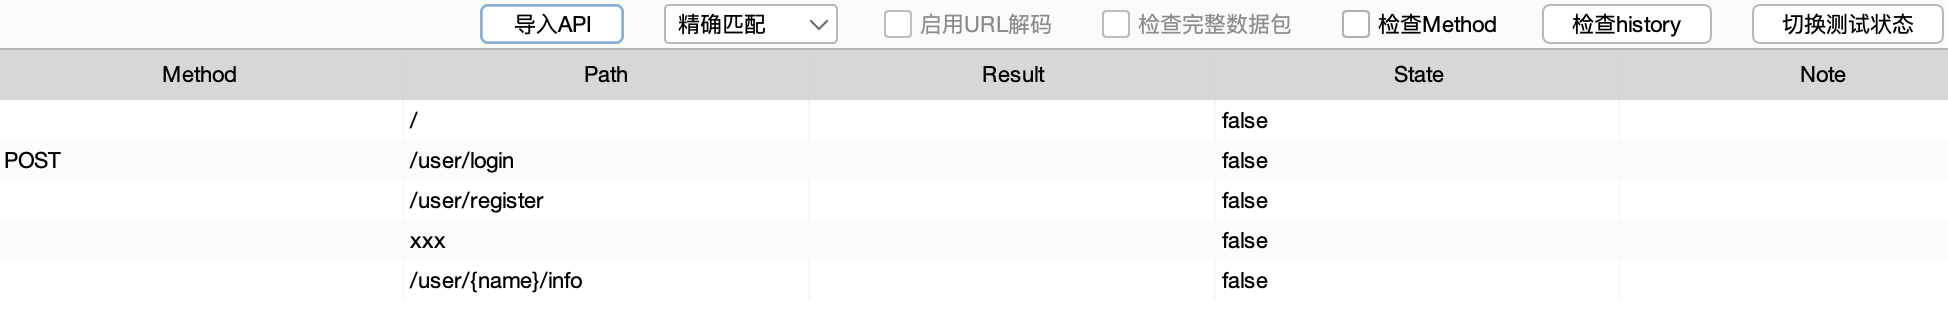 导入API 精确匹配 启用URL解码 检查完整数据包 检查Method 检查history 切换测试状态
Method Path Result State Note
/ false
POST /user/login false
/user/register false
xxx false
/user/{name}/info false